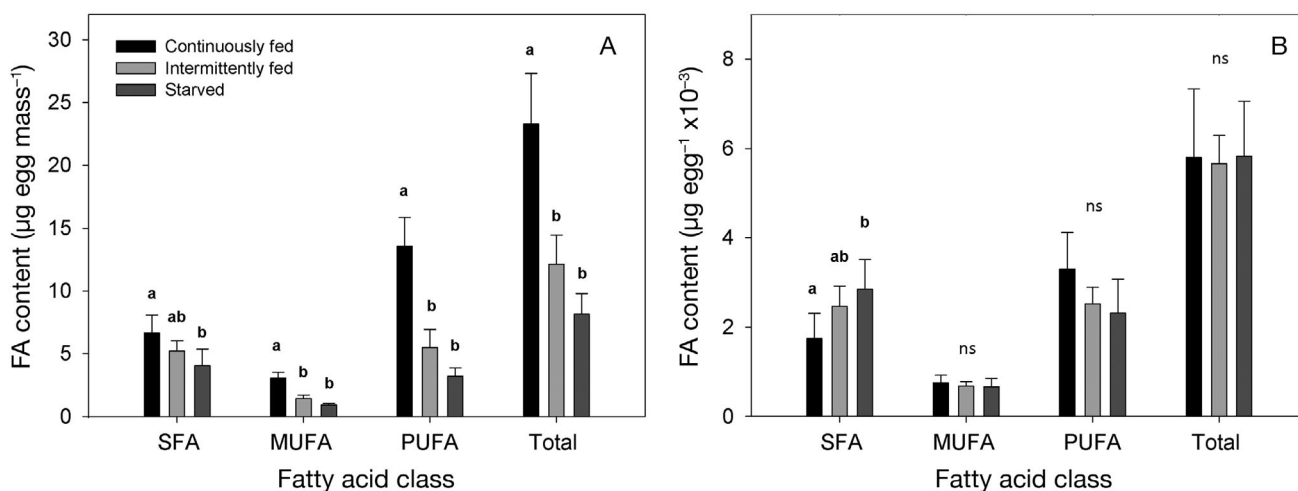 A
FA content (µg egg mass⁻¹)
30
25
20
15
10
5
0
Continuously fed
Intermittently fed
Starved
a
ab
b
a
b
b
a
b
b
a
b
b
SFA
MUFA
PUFA
Total
Fatty acid class
B
FA content (µg egg⁻¹ x10⁻³)
8
6
4
2
0
a
ab
b
ns
ns
ns
SFA
MUFA
PUFA
Total
Fatty acid class